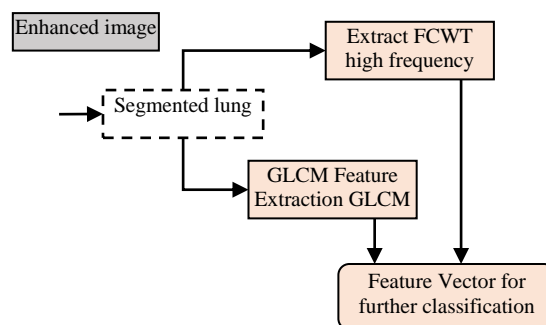 Enhanced image
Extract FCWT
high frequency
Segmented lung
GLCM Feature
Extraction GLCM
Feature Vector for
further classification